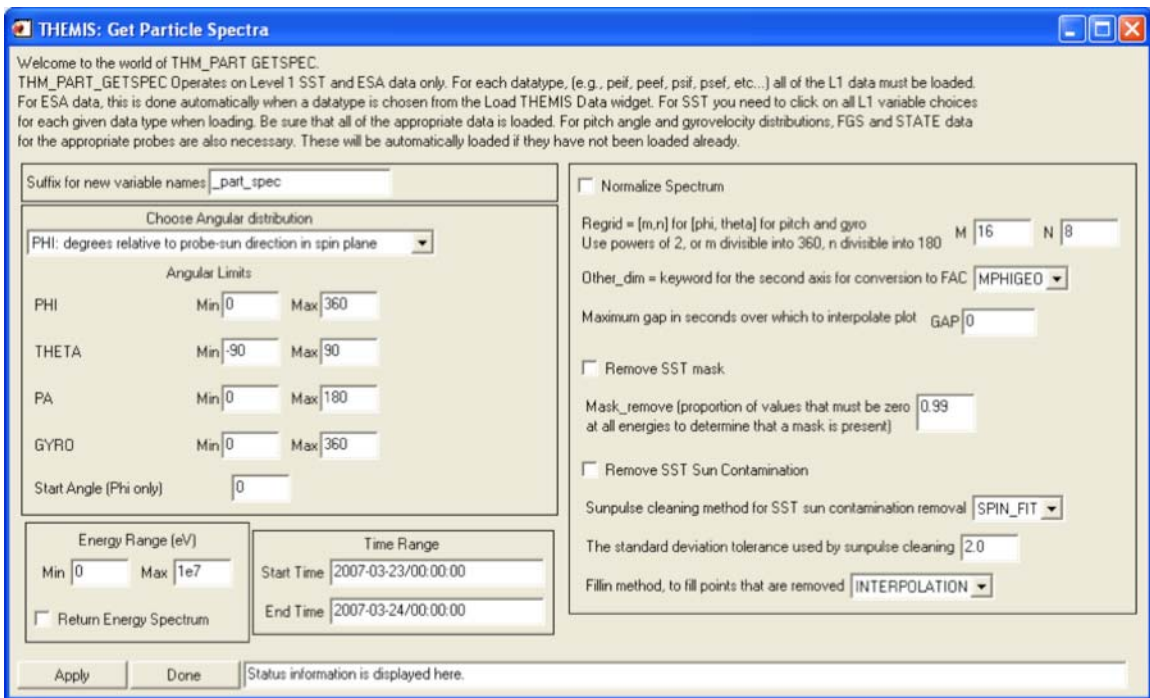 THEMIS: Get Particle Spectra
Welcome to the world of THM_PART GETSPEC.
THM_PART_GETSPEC Operates on Level 1 SST and ESA data only. For each datatype, (e.g., peif, peef, psif, psef, etc...) all of the L1 data must be loaded.
For ESA data, this is done automatically when a datatype is chosen from the Load THEMIS Data widget. For SST you need to click on all L1 variable choices
for each given data type when loading. Be sure that all of the appropriate data is loaded. For pitch angle and gyrovelocity distributions, FGS and STATE data
for the appropriate probes are also necessary. These will be automatically loaded if they have not been loaded already.
Suffix for new variable names _part_spec
Choose Angular distribution
PHI: degrees relative to probe-sun direction in spin plane
Angular Limits
PHI Min 0 Max 360
THETA Min -90 Max 90
PA Min 0 Max 180
GYRO Min 0 Max 360
Start Angle (Phi only) 0
Energy Range (eV)
Min 0 Max 1e7
Return Energy Spectrum
Time Range
Start Time 2007-03-23/00:00:00
End Time 2007-03-24/00:00:00
Normalize Spectrum
Regrid = [m,n] for [phi, theta] for pitch and gyro
Use powers of 2, or m divisible into 360, n divisible into 180 M 16 N 8
Other_dim = keyword for the second axis for conversion to FAC MPHIGEO
Maximum gap in seconds over which to interpolate plot GAP 0
Remove SST mask
Mask_remove (proportion of values that must be zero 0.99
at all energies to determine that a mask is present)
Remove SST Sun Contamination
Sunpulse cleaning method for SST sun contamination removal SPIN_FIT
The standard deviation tolerance used by sunpulse cleaning 2.0
Fillin method, to fill points that are removed INTERPOLATION
Apply Done Status information is displayed here.